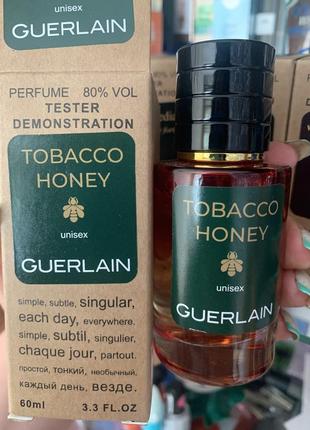 unisex
GUERLAIN
PERFUME 80% VOL
TESTER
DEMONSTRATION
TOBACCO
HONEY
unisex
GUERLAIN
simple, subtle, singular,
each day, everywhere.
simple, subtil, singulier,
chaque jour, partout.
простой, тонкий, необычный,
каждый день, везде.
60ml 3.3 FL.OZ
TOBACCO
HONEY
unisex
GUERLAIN